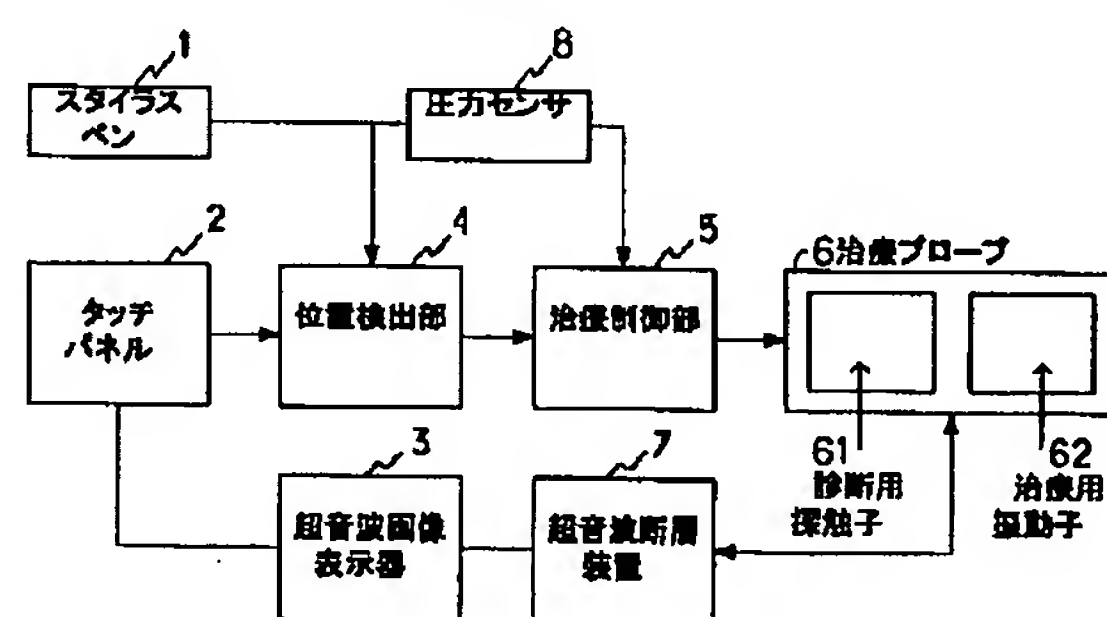 1
スタイラス
ペン
8
圧力センサ
2
タッチ
パネル
4
位置検出部
5
治療制御部
6治療プローブ
61
診断用
探触子
62
治療用
振動子
3
超音波画像
表示器
7
超音波断層
装置